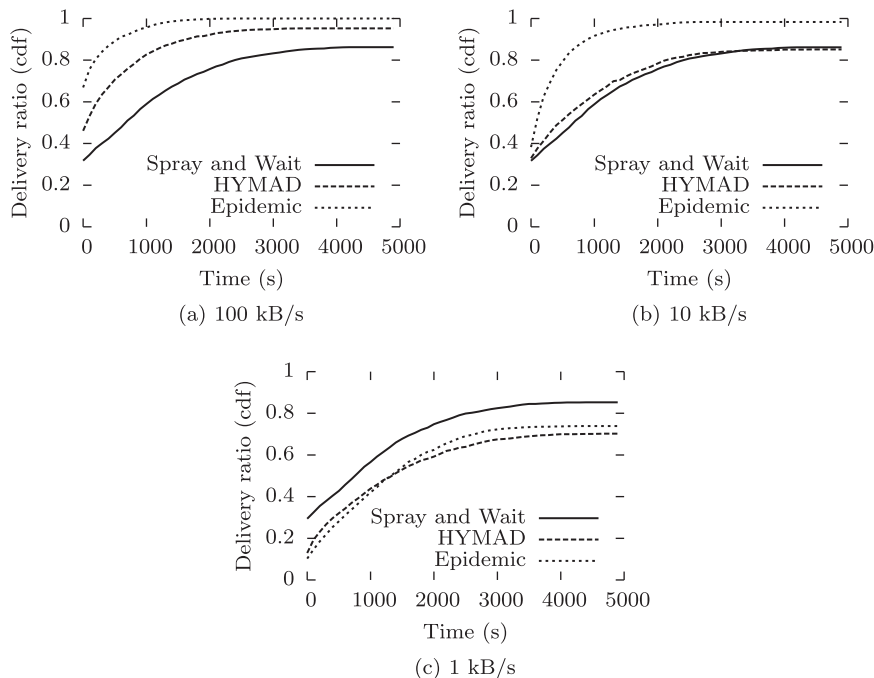 Delivery ratio (cdf)
1
0.8
0.6
0.4
0.2
0
Spray and Wait
HYMAD
Epidemic
0 1000 2000 3000 4000 5000
Time (s)
(a) 100 kB/s
Delivery ratio (cdf)
1
0.8
0.6
0.4
0.2
0
Spray and Wait
HYMAD
Epidemic
0 1000 2000 3000 4000 5000
Time (s)
(b) 10 kB/s
Delivery ratio (cdf)
1
0.8
0.6
0.4
0.2
0
Spray and Wait
HYMAD
Epidemic
0 1000 2000 3000 4000 5000
Time (s)
(c) 1 kB/s